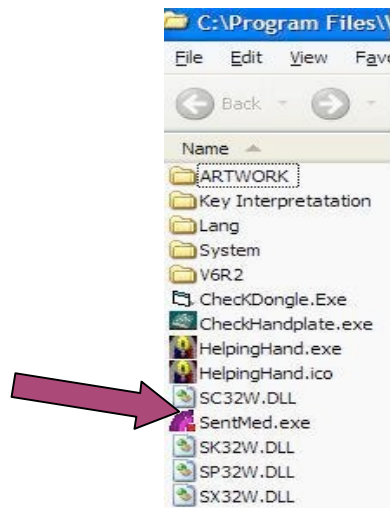 C:\Program Files\
File Edit View Fav
Back
Name
ARTWORK
Key Interpretatation
Lang
System
V6R2
ChecKDongle.Exe
CheckHandplate.exe
HelpingHand.exe
HelpingHand.ico
SC32W.DLL
SentMed.exe
SK32W.DLL
SP32W.DLL
SX32W.DLL